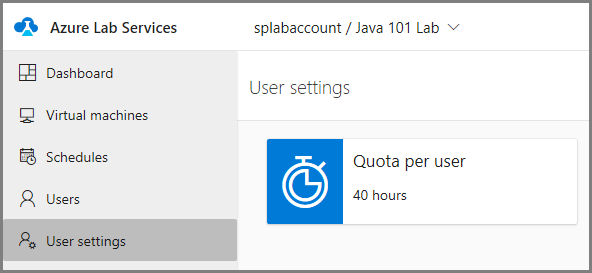 Azure Lab Services
splabaccount / Java 101 Lab
Dashboard
Virtual machines
Schedules
Users
User settings
User settings
Quota per user
40 hours